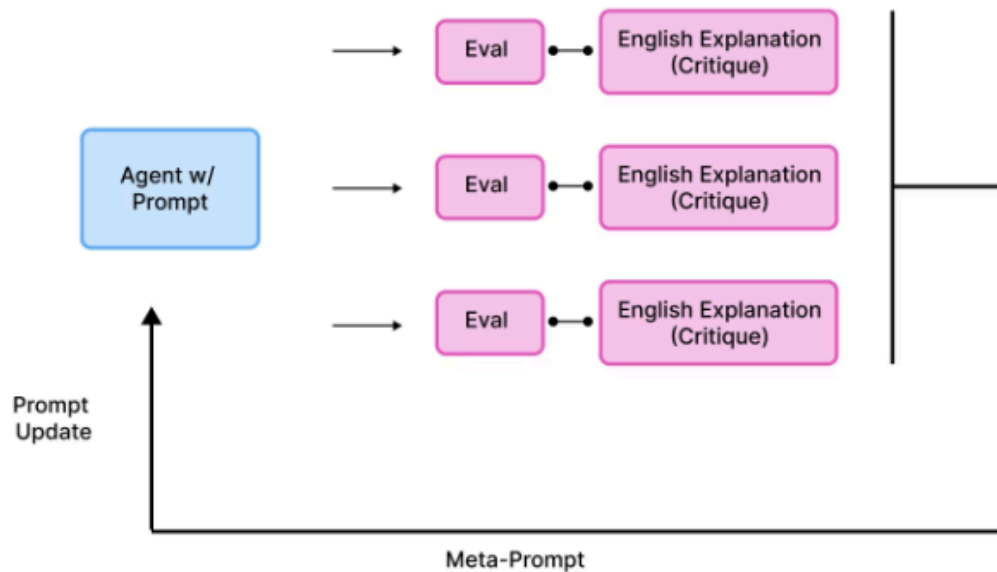 Eval
English Explanation
(Critique)
Agent w/
Prompt
Eval
English Explanation
(Critique)
Eval
English Explanation
(Critique)
Prompt
Update
Meta-Prompt